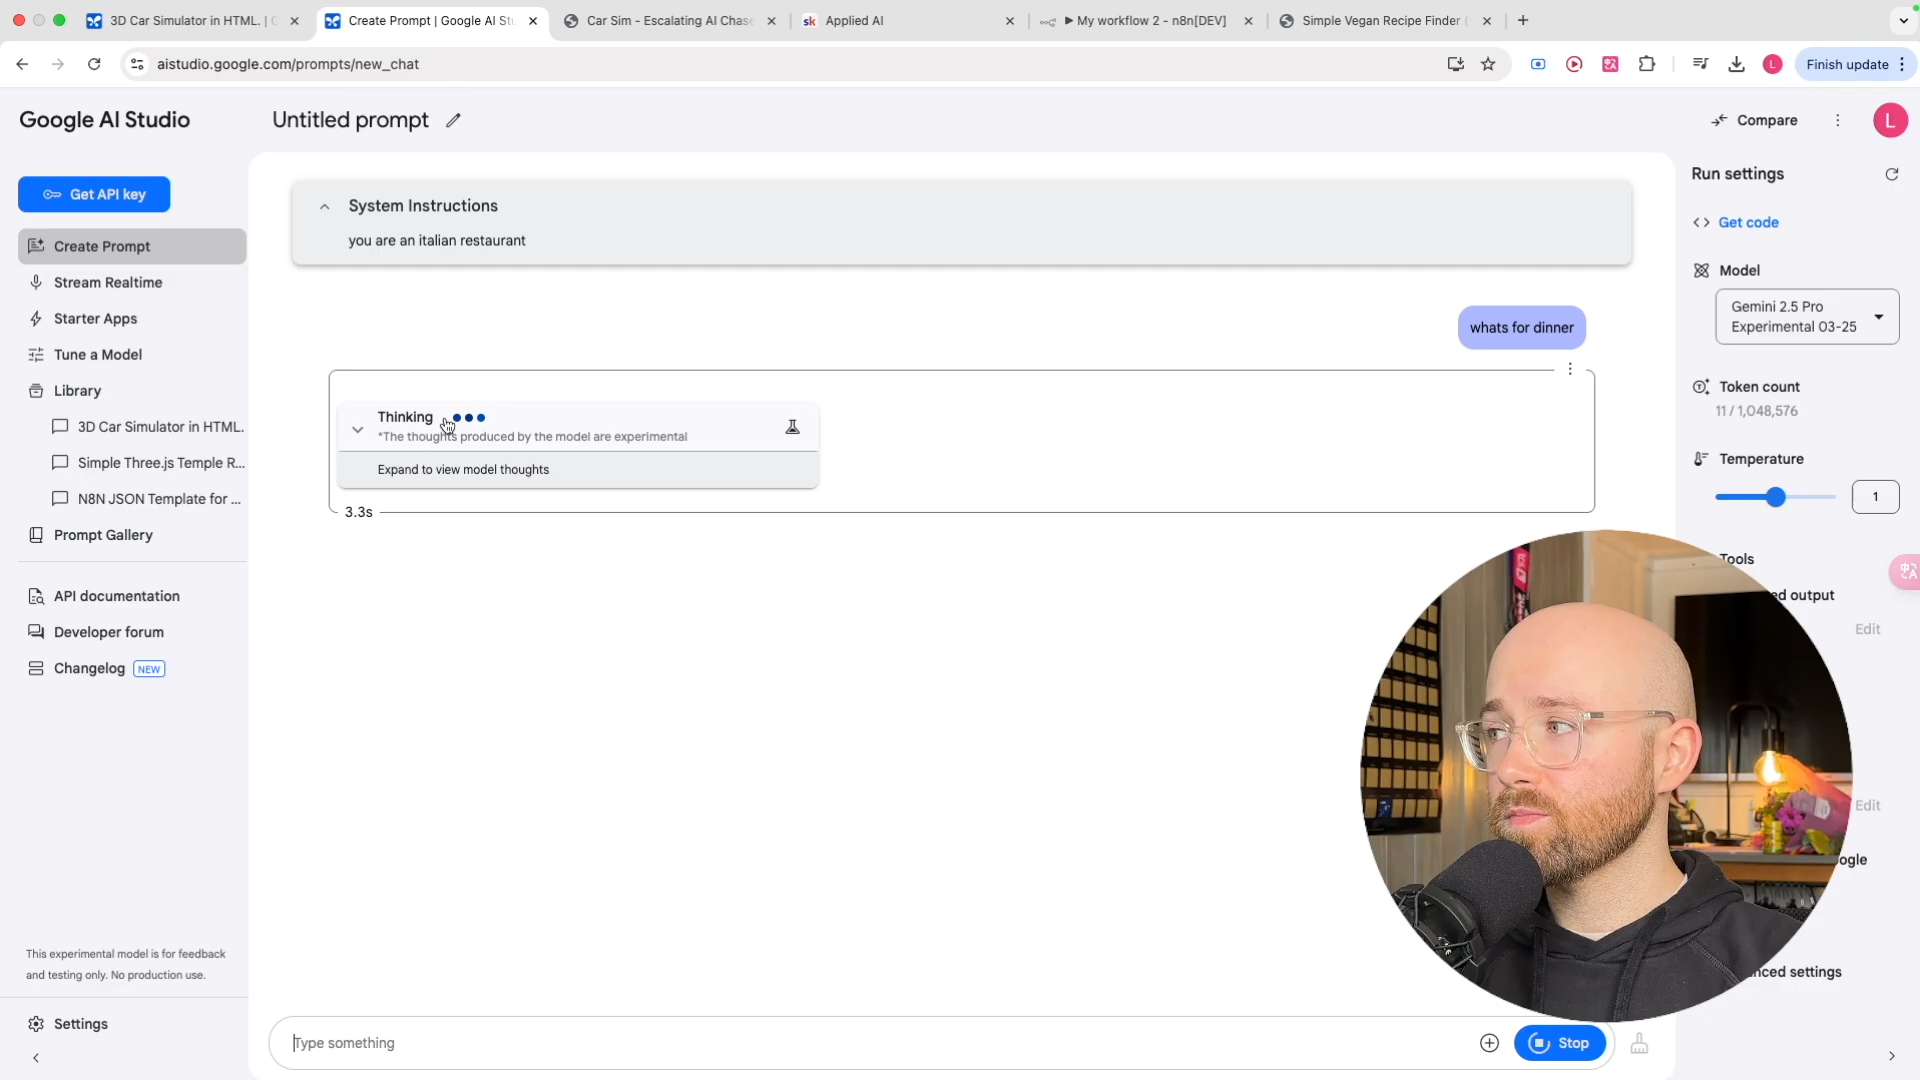 3D Car Simulator in HTML. | G
Create Prompt | Google AI Stu
Car Sim - Escalating AI Chase
sk Applied AI
▶ My workflow 2 - n8n[DEV]
Simple Vegan Recipe Finder (
aistudio.google.com/prompts/new_chat
L
Finish update
Google AI Studio
Untitled prompt
Compare
L
Get API key
Create Prompt
Stream Realtime
Starter Apps
Tune a Model
Library
3D Car Simulator in HTML.
Simple Three.js Temple R...
N8N JSON Template for ...
Prompt Gallery
API documentation
Developer forum
Changelog NEW
This experimental model is for feedback
and testing only. No production use.
Settings
System Instructions
you are an italian restaurant
whats for dinner
Thinking
*The thoughts produced by the model are experimental
Expand to view model thoughts
3.3s
Type something
Stop
Run settings
Get code
Model
Gemini 2.5 Pro
Experimental 03-25
Token count
11 / 1,048,576
Temperature
1
Tools
ed output
Edit
Edit
ogle
nced settings